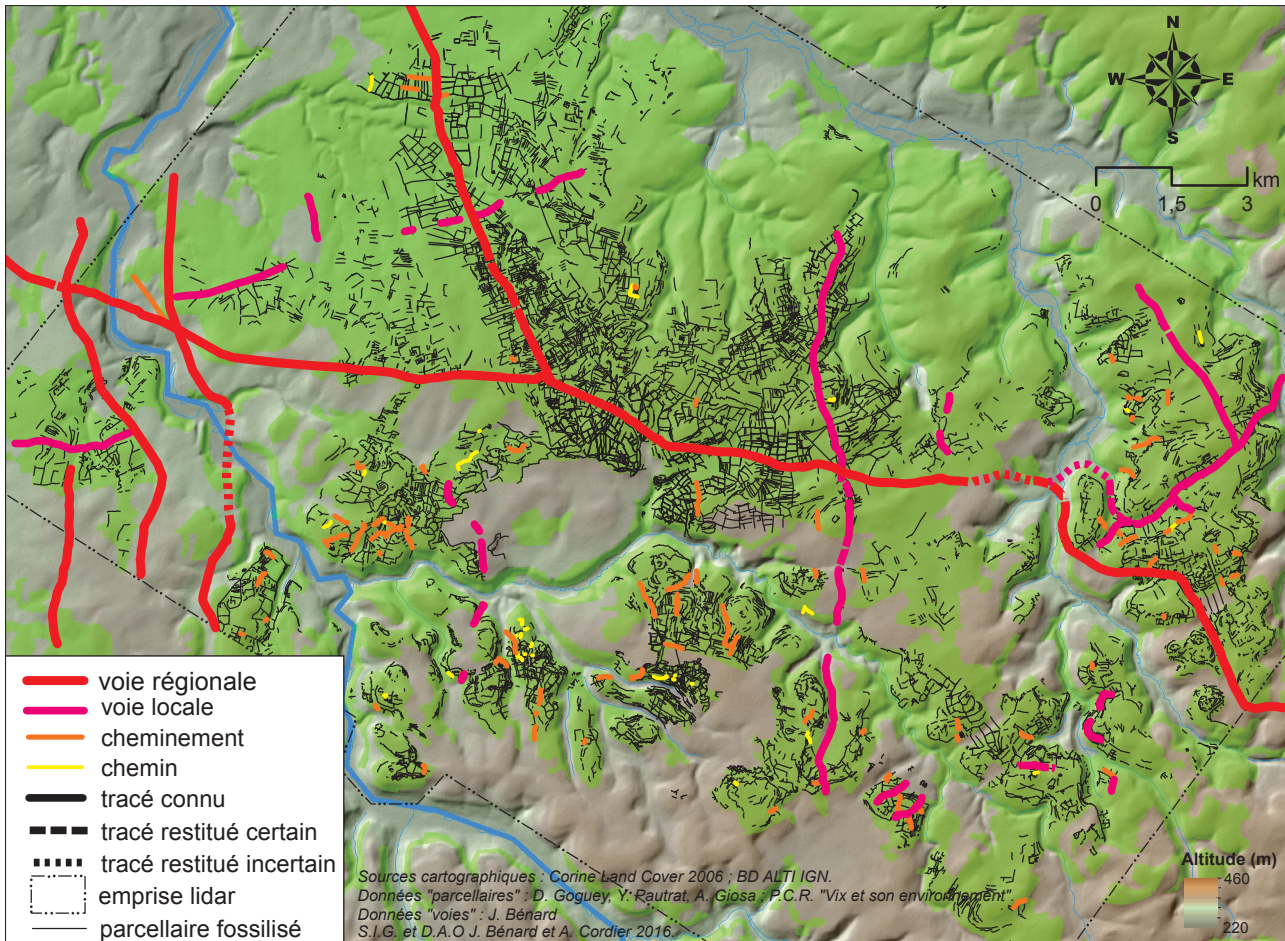 N
W E
S
km
0 1,5 3
voie régionale
voie locale
cheminement
chemin
tracé connu
tracé restitué certain
tracé restitué incertain
emprise lidar
parcellaire fossilisé
Sources cartographiques : Corine Land Cover 2006 ; BD ALTI IGN.
Données "parcellaires" : D. Goguey, Y. Pautrat, A. Giosa ; P.C.R. "Vix et son environnement"
Données "voies" : J. Bénard
S.I.G. et D.A.O J. Bénard et A. Cordier 2016.
Altitude (m)
460
220